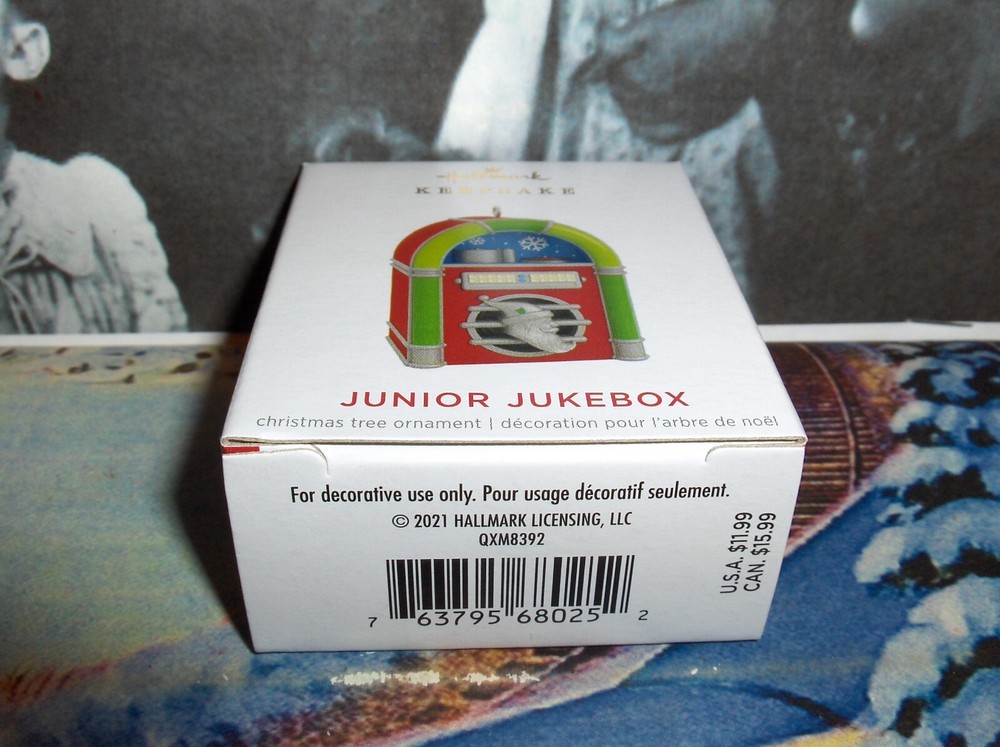 Hallmark
KEEPSAKE
JUNIOR JUKEBOX
christmas tree ornament | décoration pour l'arbre de noël
For decorative use only. Pour usage décoratif seulement.
© 2021 HALLMARK LICENSING, LLC
QXM8392
7 63795 68025 2
U.S.A. $11.99
CAN. $15.99